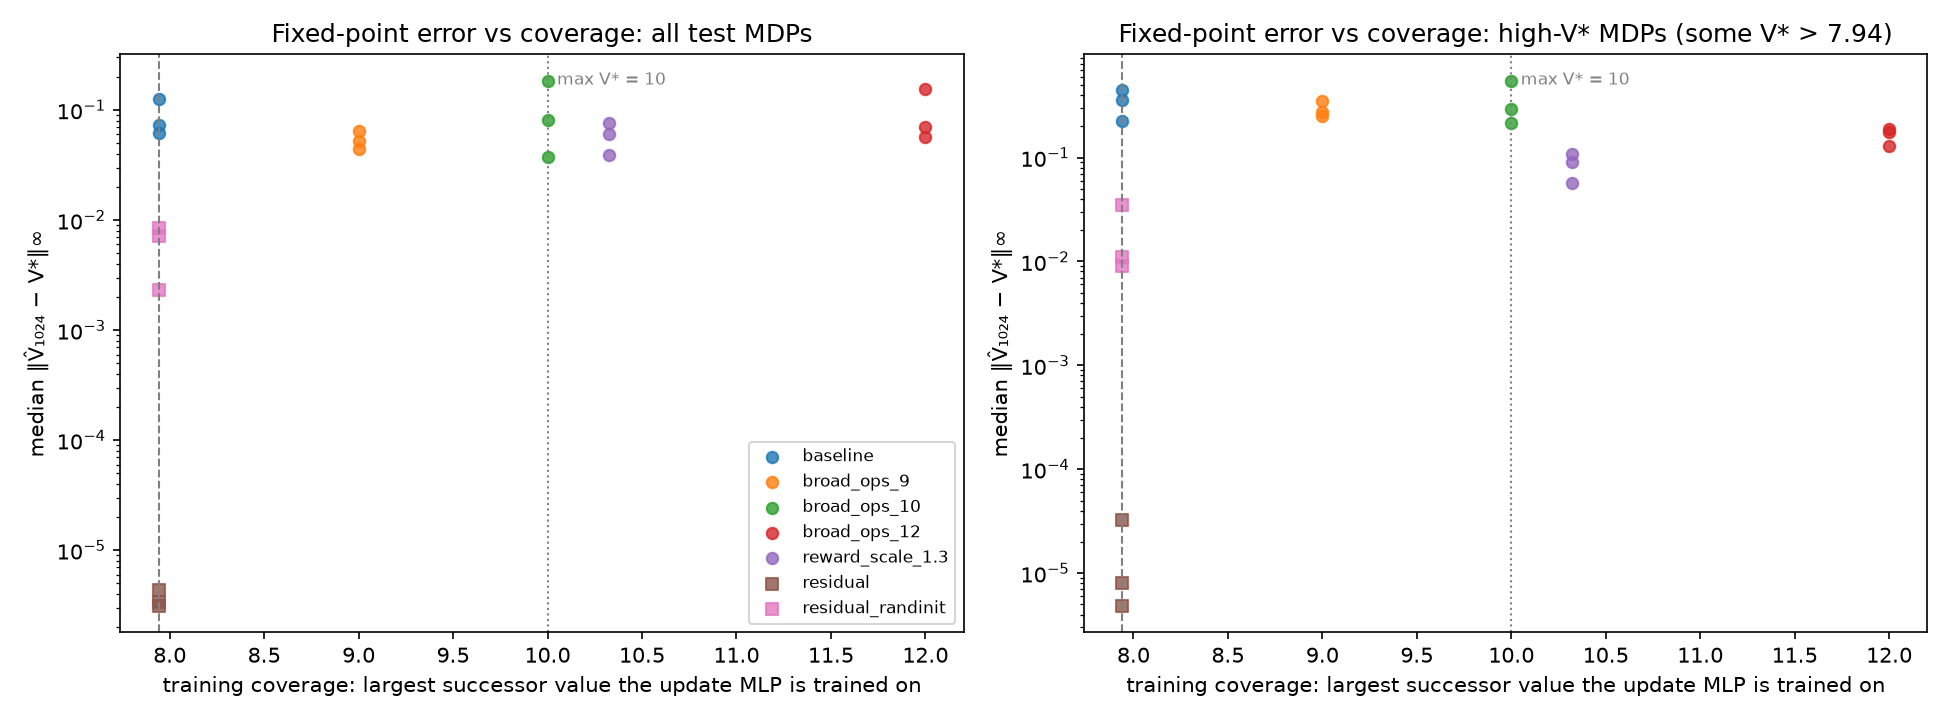 Fixed-point error vs coverage: all test MDPs
max V* = 10
10⁻¹
10⁻²
10⁻³
10⁻⁴
10⁻⁵
median ‖V̂₁₀₂₄ − V*‖∞
baseline
broad_ops_9
broad_ops_10
broad_ops_12
reward_scale_1.3
residual
residual_randinit
8.0 8.5 9.0 9.5 10.0 10.5 11.0 11.5 12.0
training coverage: largest successor value the update MLP is trained on
Fixed-point error vs coverage: high-V* MDPs (some V* > 7.94)
max V* = 10
10⁻¹
10⁻²
10⁻³
10⁻⁴
10⁻⁵
median ‖V̂₁₀₂₄ − V*‖∞
8.0 8.5 9.0 9.5 10.0 10.5 11.0 11.5 12.0
training coverage: largest successor value the update MLP is trained on